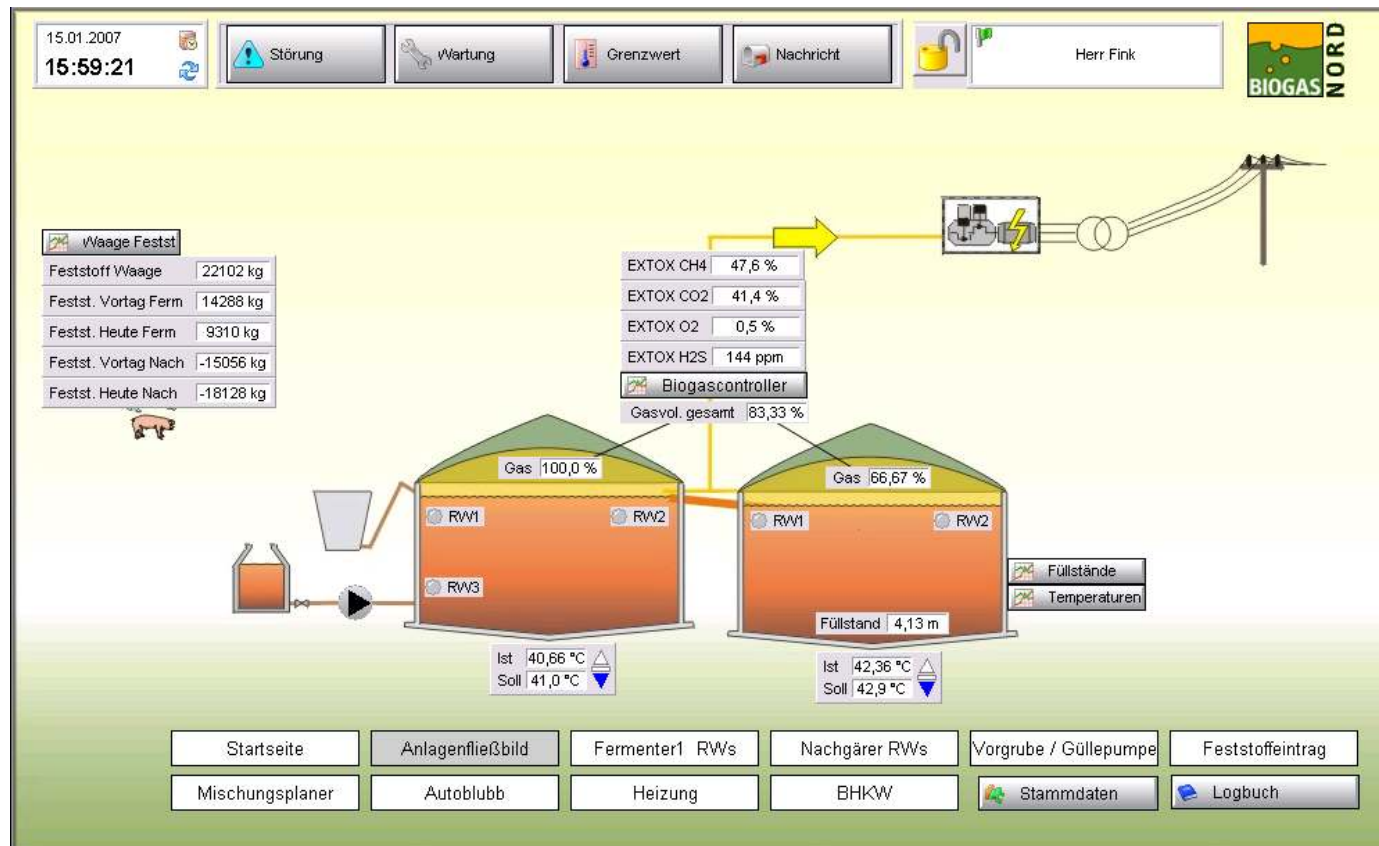 15.01.2007
15:59:21
Störung
Wartung
Grenzwert
Nachricht
Herr Fink
BIOGAS
NORD
Waage Festst
Feststoff Waage 22102 kg
Festst. Vortag Ferm 14288 kg
Festst. Heute Ferm 9310 kg
Festst. Vortag Nach -15056 kg
Festst. Heute Nach -18128 kg
EXTOX CH4 47,6 %
EXTOX CO2 41,4 %
EXTOX O2 0,5 %
EXTOX H2S 144 ppm
Biogascontroller
Gasvol. gesamt 83,33 %
Gas 100,0 %
RW1
RW2
RW3
Gas 66,67 %
RW1
RW2
Füllstand 4,13 m
Füllstände
Temperaturen
Ist 40,66 °C
Soll 41,0 °C
Ist 42,36 °C
Soll 42,9 °C
Startseite
Anlagenfließbild
Fermenter1 RWs
Nachgärer RWs
Vorgrube / Güllepumpe
Feststoffeintrag
Mischungsplaner
Autoblubb
Heizung
BHKW
Stammdaten
Logbuch